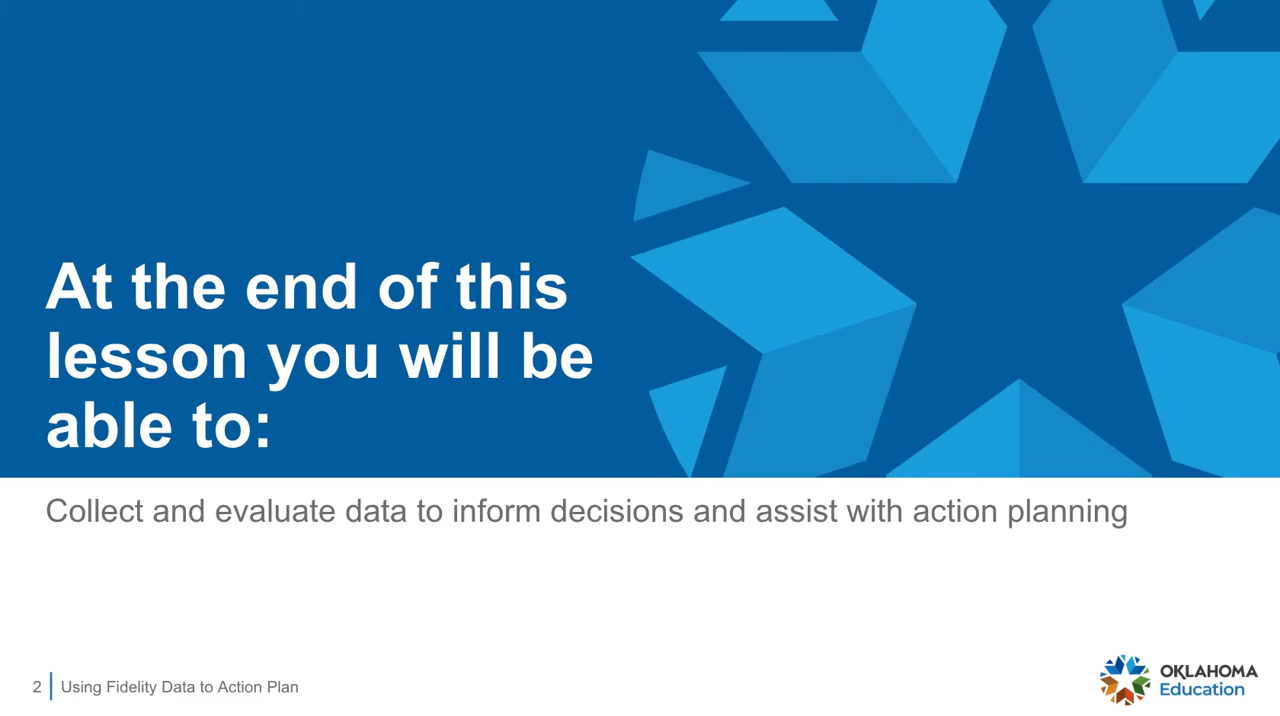 At the end of this
lesson you will be
able to:
Collect and evaluate data to inform decisions and assist with action planning
2 Using Fidelity Data to Action Plan
OKLAHOMA
Education